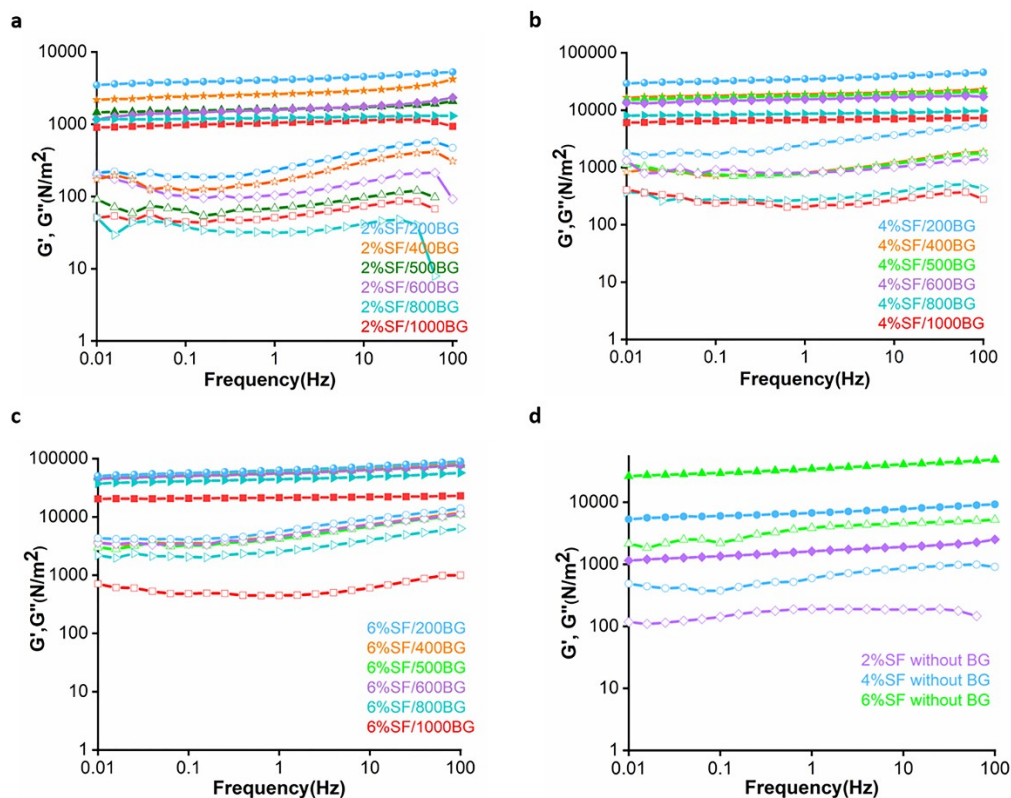 a
10000
1000
100
10
1
G',G"(N/m²)
2%SF/200BG
2%SF/400BG
2%SF/500BG
2%SF/600BG
2%SF/800BG
2%SF/1000BG
0.01 0.1 1 10 100
Frequency(Hz)
b
100000
10000
1000
100
10
1
G',G"(N/m²)
4%SF/200BG
4%SF/400BG
4%SF/500BG
4%SF/600BG
4%SF/800BG
4%SF/1000BG
0.01 0.1 1 10 100
Frequency(Hz)
c
100000
10000
1000
100
10
1
G',G"(N/m²)
6%SF/200BG
6%SF/400BG
6%SF/500BG
6%SF/600BG
6%SF/800BG
6%SF/1000BG
0.01 0.1 1 10 100
Frequency(Hz)
d
10000
1000
100
10
1
G', G"(N/m²)
2%SF without BG
4%SF without BG
6%SF without BG
0.01 0.1 1 10 100
Frequency(Hz)